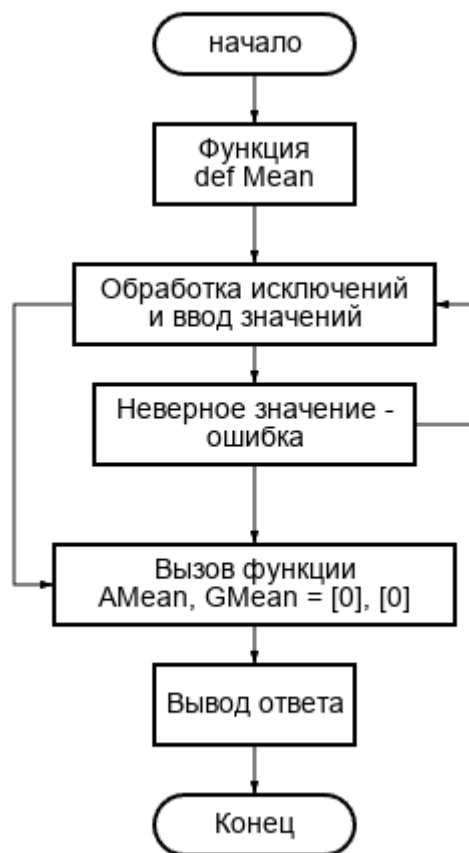 начало
Функция
def Mean
Обработка исключений
и ввод значений
Неверное значение -
ошибка
Вызов функции
AMean, GMean = [0], [0]
Вывод ответа
Конец